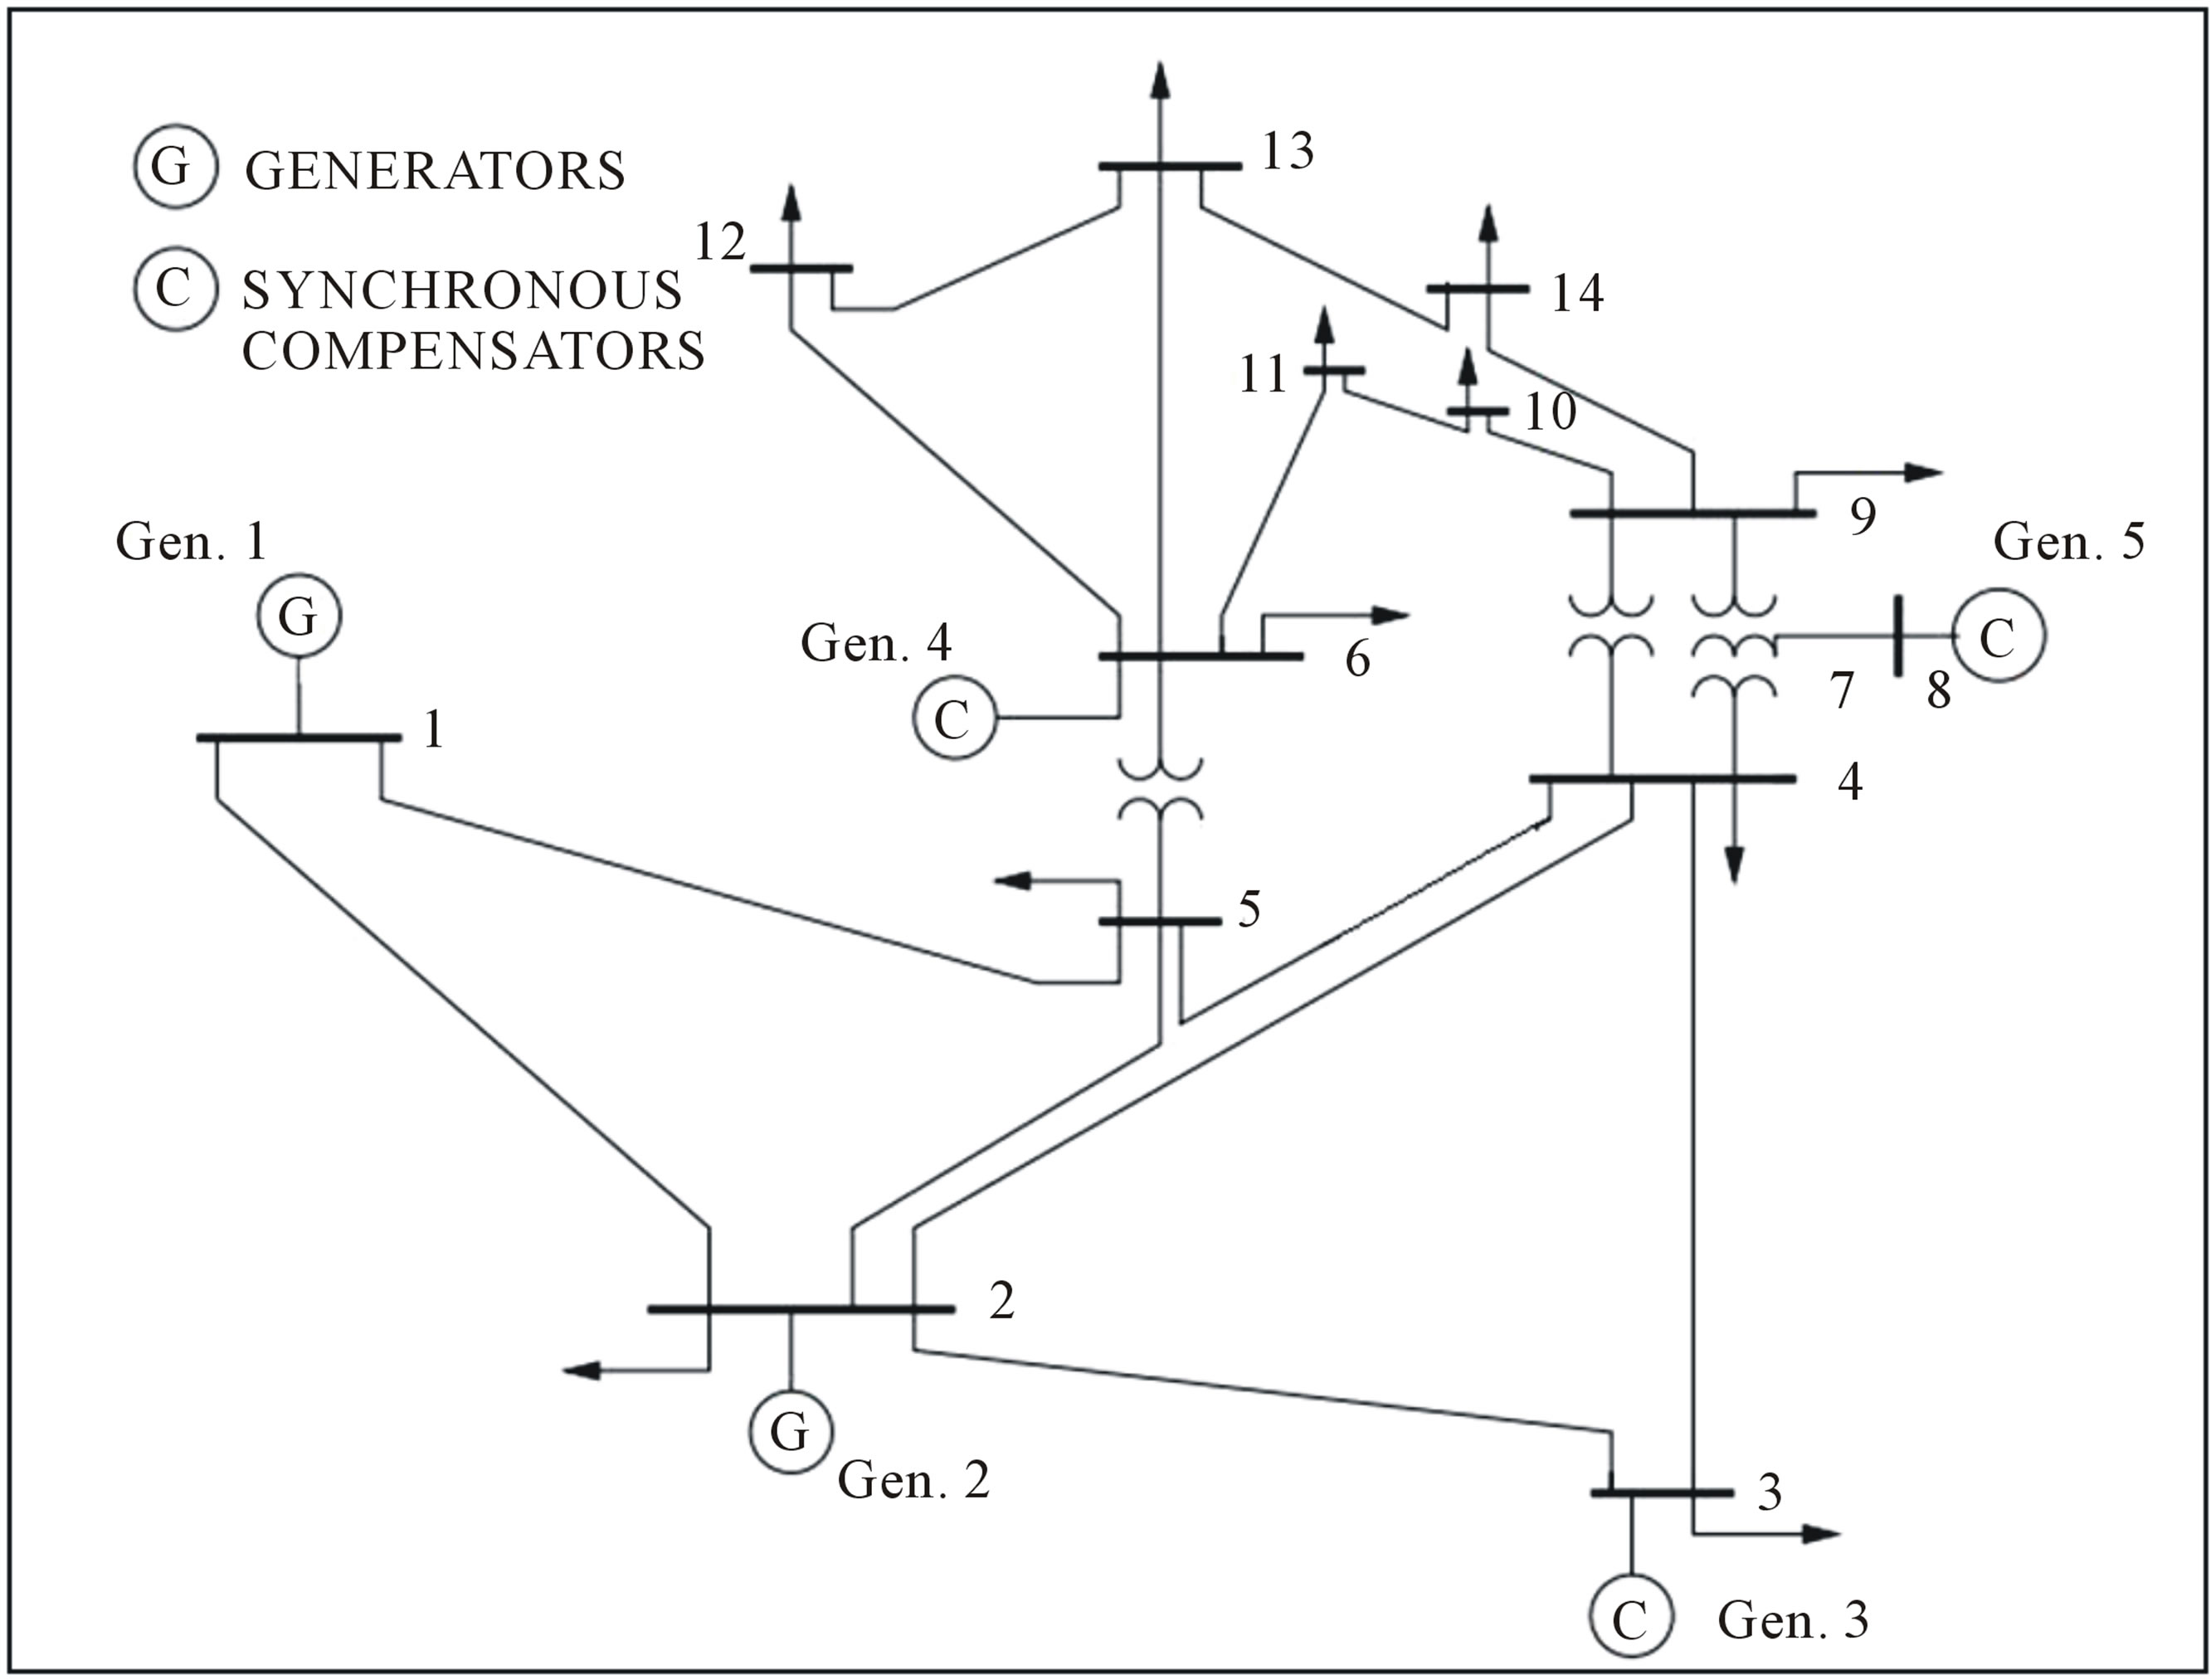 13
G GENERATORS
12
C SYNCHRONOUS
COMPENSATORS
14
11
10
9
Gen. 1
Gen. 5
G
Gen. 4
6
C
7
8
C
1
4
5
2
G
Gen. 2
3
C
Gen. 3